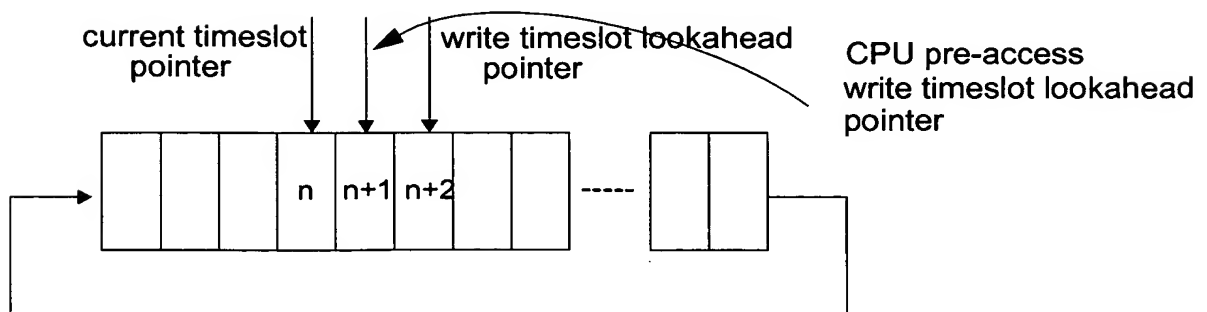 current timeslot
pointer
write timeslot lookahead
pointer
CPU pre-access
write timeslot lookahead
pointer
n
n+1
n+2